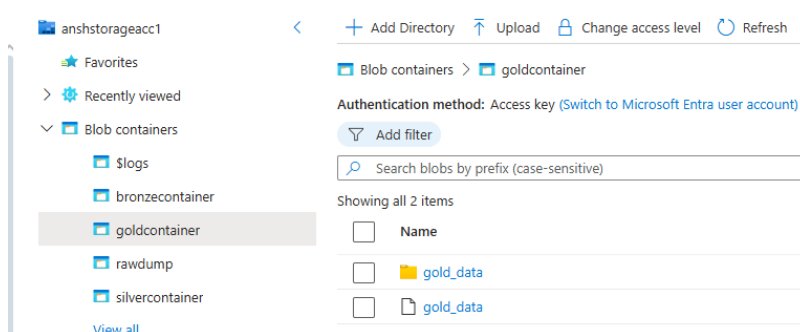 anshstorageacc1
Favorites
Recently viewed
Blob containers
$logs
bronzecontainer
goldcontainer
rawdump
silvercontainer
View all
Add Directory Upload Change access level Refresh
Blob containers > goldcontainer
Authentication method: Access key (Switch to Microsoft Entra user account)
Add filter
Search blobs by prefix (case-sensitive)
Showing all 2 items
Name
gold_data
gold_data